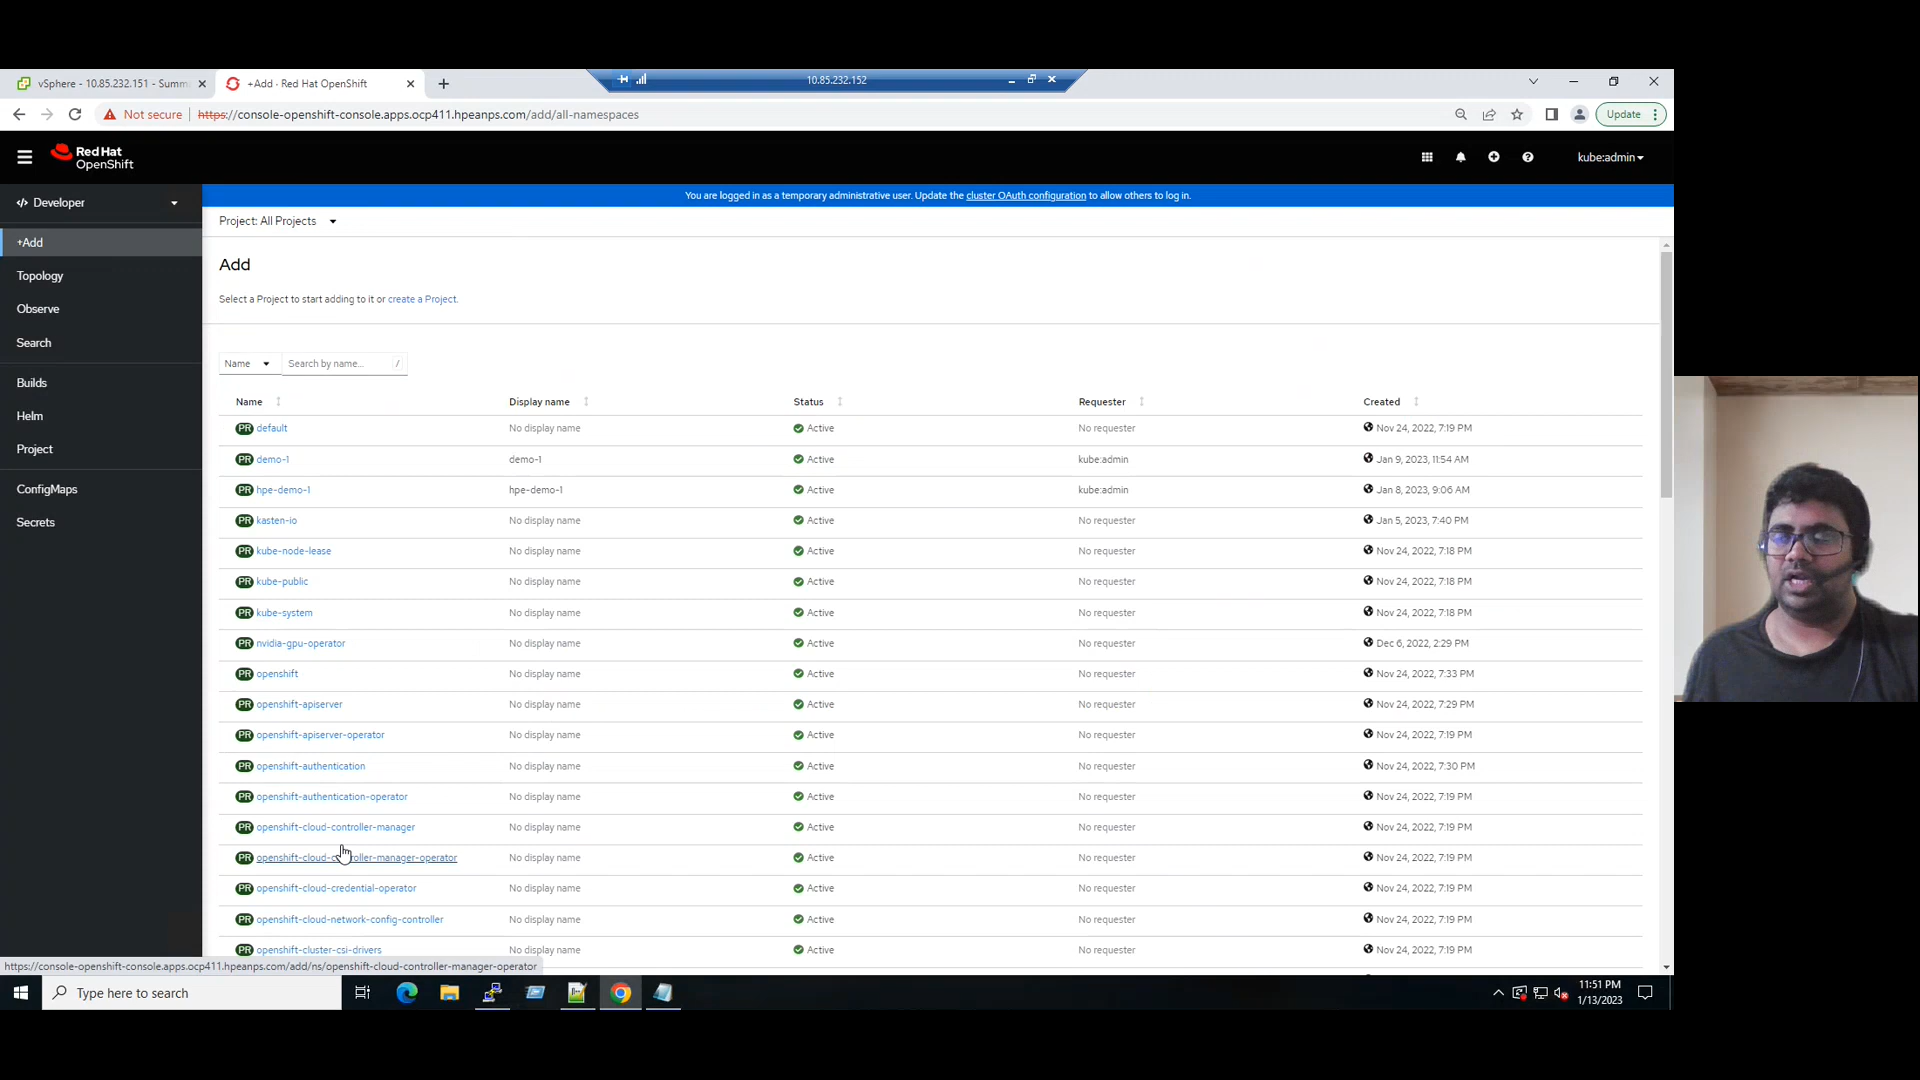 vSphere - 10.85.232.151 - Summ
+Add · Red Hat OpenShift
10.85.232.152
Not secure
https://console-openshift-console.apps.ocp411.hpeanps.com/add/all-namespaces
Update
Red Hat
OpenShift
kube:admin
You are logged in as a temporary administrative user. Update the cluster OAuth configuration to allow others to log in.
Developer
+Add
Topology
Observe
Search
Builds
Helm
Project
ConfigMaps
Secrets
Project: All Projects
Add
Select a Project to start adding to it or create a Project.
Name
Search by name...
/
Name Display name Status Requester Created
PR default No display name Active No requester Nov 24, 2022, 7:19 PM
PR demo-1 demo-1 Active kube:admin Jan 9, 2023, 11:54 AM
PR hpe-demo-1 hpe-demo-1 Active kube:admin Jan 8, 2023, 9:06 AM
PR kasten-io No display name Active No requester Jan 5, 2023, 7:40 PM
PR kube-node-lease No display name Active No requester Nov 24, 2022, 7:18 PM
PR kube-public No display name Active No requester Nov 24, 2022, 7:18 PM
PR kube-system No display name Active No requester Nov 24, 2022, 7:18 PM
PR nvidia-gpu-operator No display name Active No requester Dec 6, 2022, 2:29 PM
PR openshift No display name Active No requester Nov 24, 2022, 7:33 PM
PR openshift-apiserver No display name Active No requester Nov 24, 2022, 7:29 PM
PR openshift-apiserver-operator No display name Active No requester Nov 24, 2022, 7:19 PM
PR openshift-authentication No display name Active No requester Nov 24, 2022, 7:30 PM
PR openshift-authentication-operator No display name Active No requester Nov 24, 2022, 7:19 PM
PR openshift-cloud-controller-manager No display name Active No requester Nov 24, 2022, 7:19 PM
PR openshift-cloud-controller-manager-operator No display name Active No requester Nov 24, 2022, 7:19 PM
PR openshift-cloud-credential-operator No display name Active No requester Nov 24, 2022, 7:19 PM
PR openshift-cloud-network-config-controller No display name Active No requester Nov 24, 2022, 7:19 PM
PR openshift-cluster-csi-drivers No display name Active No requester Nov 24, 2022, 7:19 PM
https://console-openshift-console.apps.ocp411.hpeanps.com/add/ns/openshift-cloud-controller-manager-operator
Type here to search
11:51 PM
1/13/2023